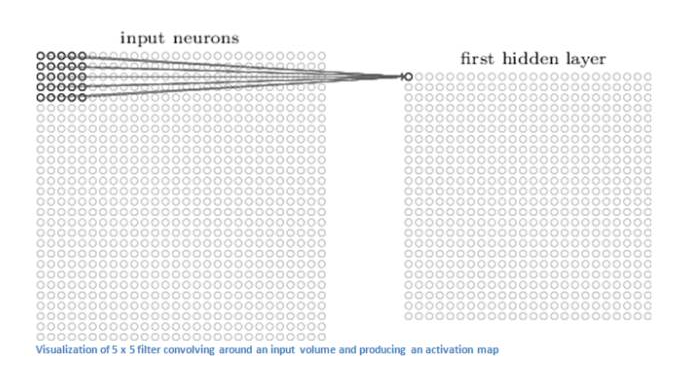 input neurons
first hidden layer
Visualization of 5 x 5 filter convolving around an input volume and producing an activation map